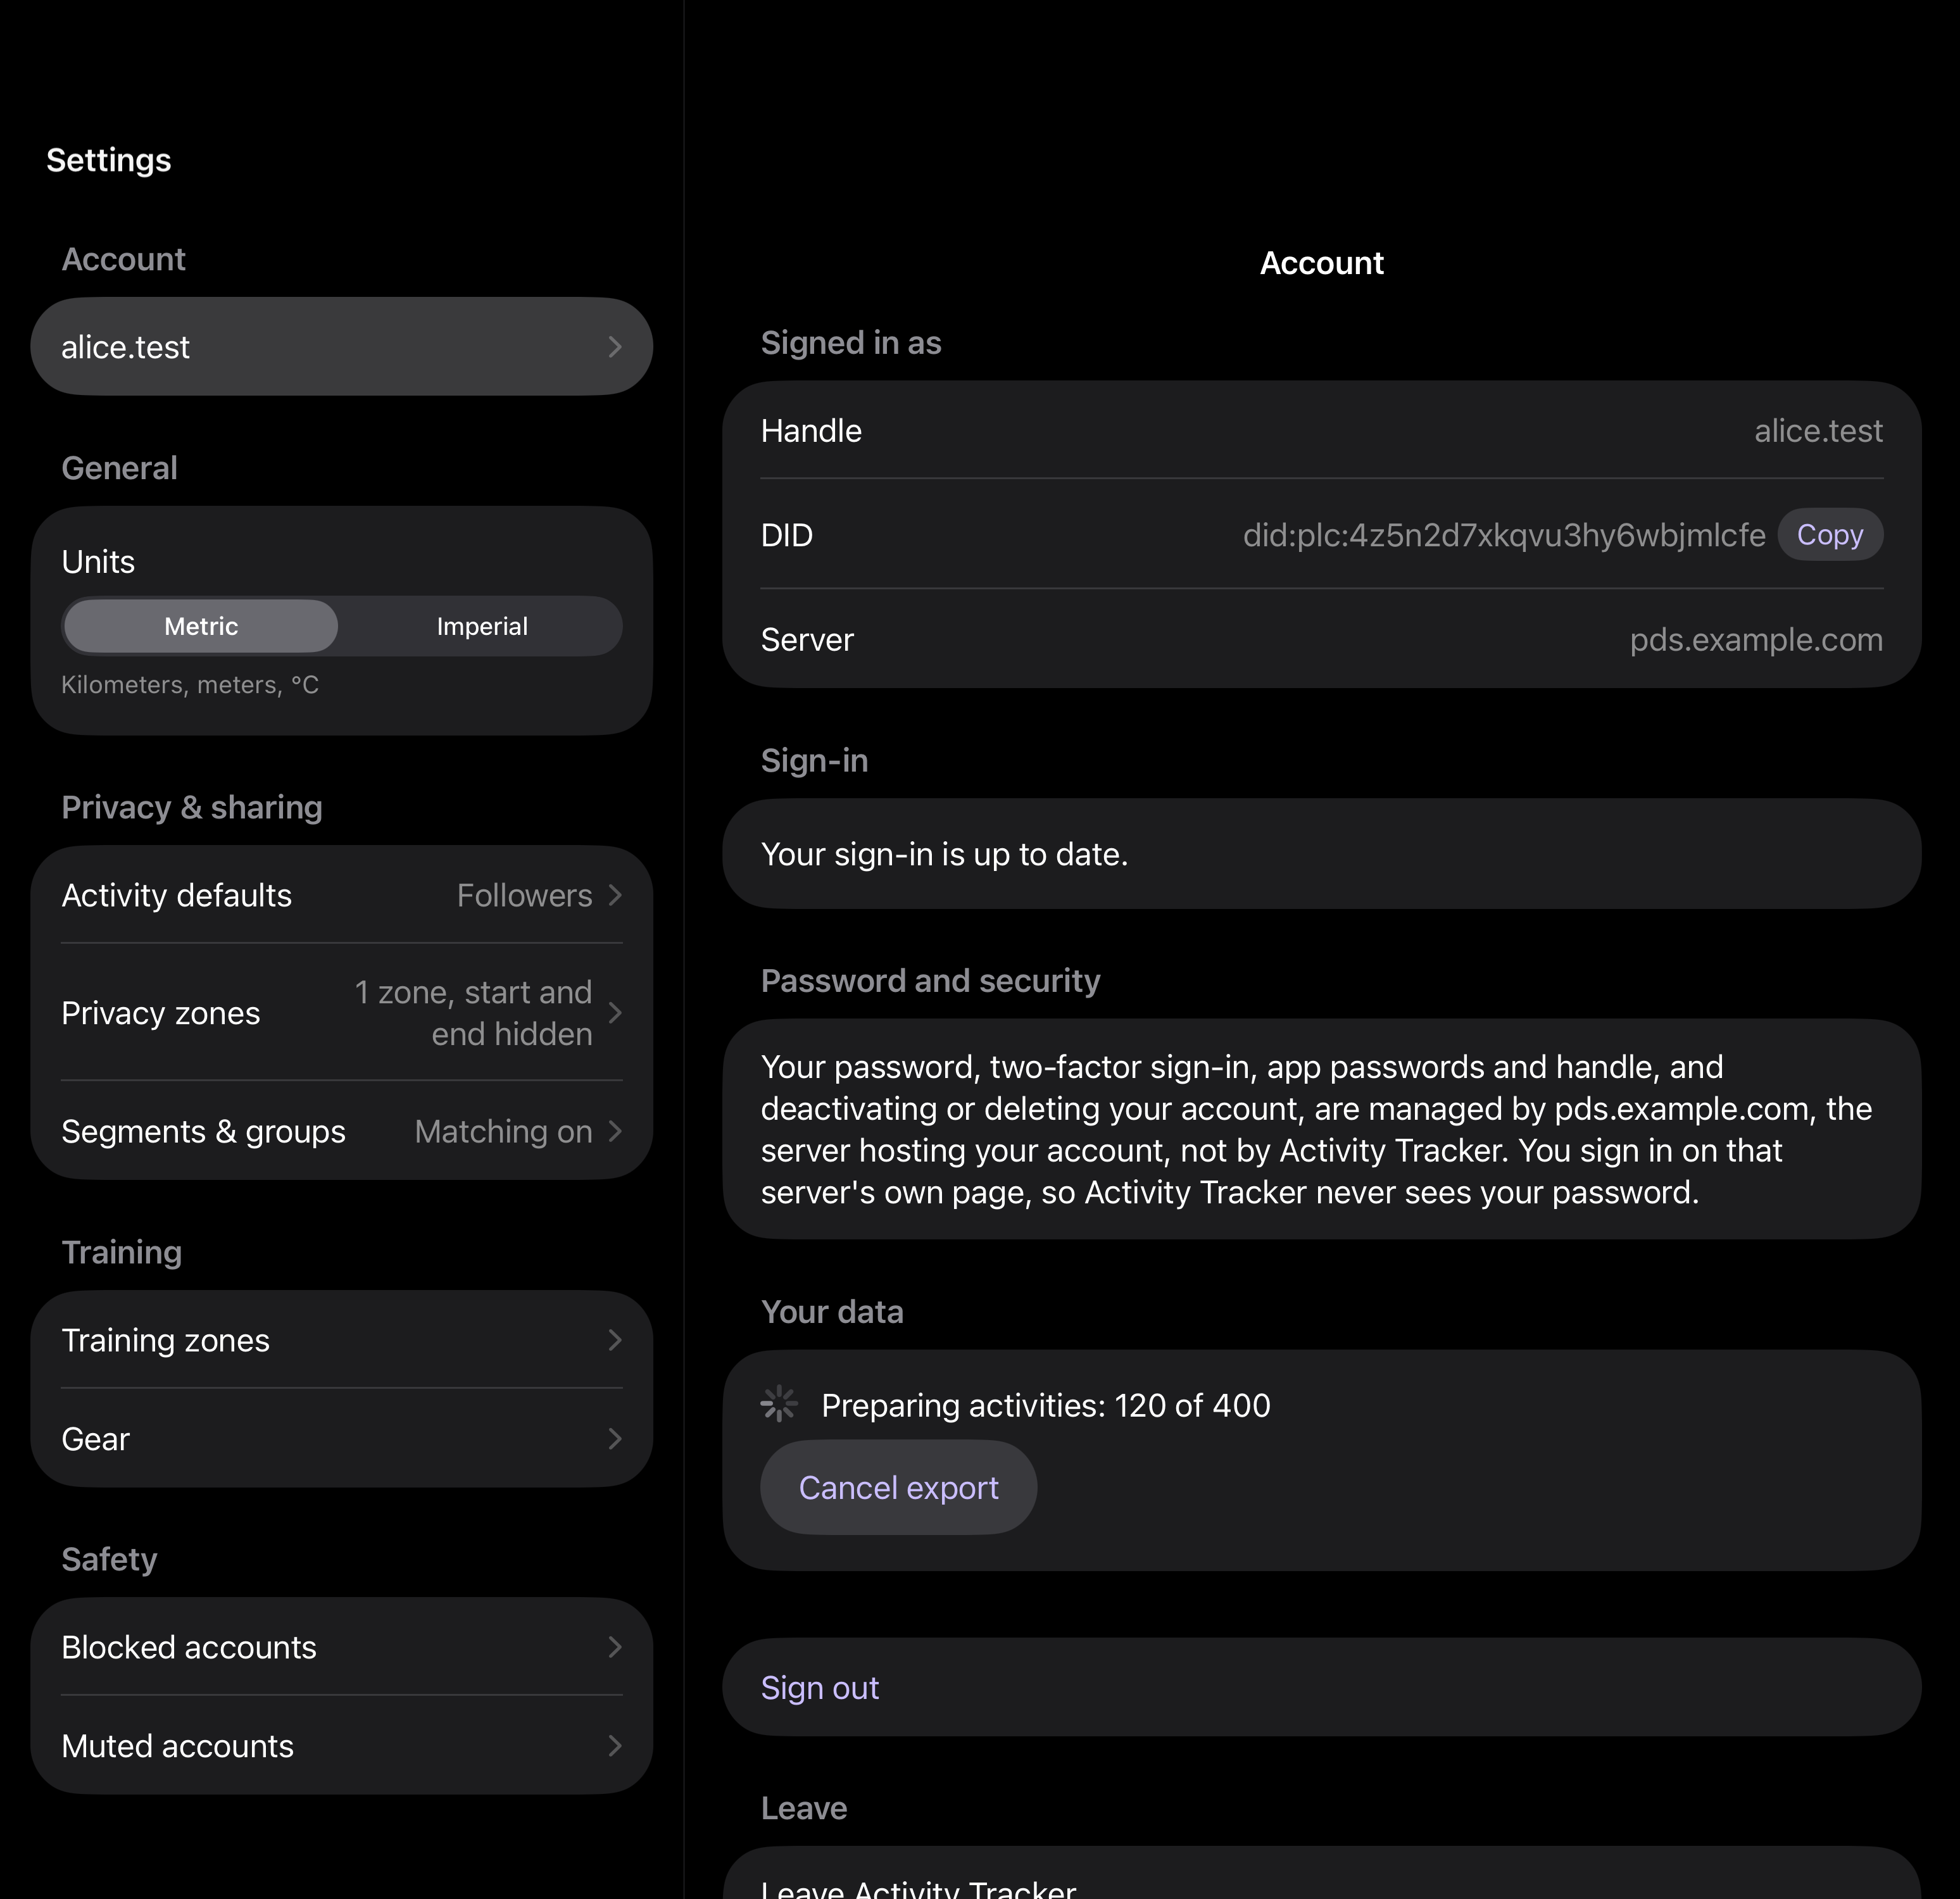 Settings
Account
alice.test
General
Units
Metric
Imperial
Kilometers, meters, °C
Privacy & sharing
Activity defaults
Followers
Privacy zones
1 zone, start and
end hidden
Segments & groups
Matching on
Training
Training zones
Gear
Safety
Blocked accounts
Muted accounts
Account
Signed in as
Handle
alice.test
DID
did:plc:4z5n2d7xkqvu3hy6wbjmlcfe
Copy
Server
pds.example.com
Sign-in
Your sign-in is up to date.
Password and security
Your password, two-factor sign-in, app passwords and handle, and
deactivating or deleting your account, are managed by pds.example.com, the
server hosting your account, not by Activity Tracker. You sign in on that
server's own page, so Activity Tracker never sees your password.
Your data
Preparing activities: 120 of 400
Cancel export
Sign out
Leave
Leave Activity Tracker